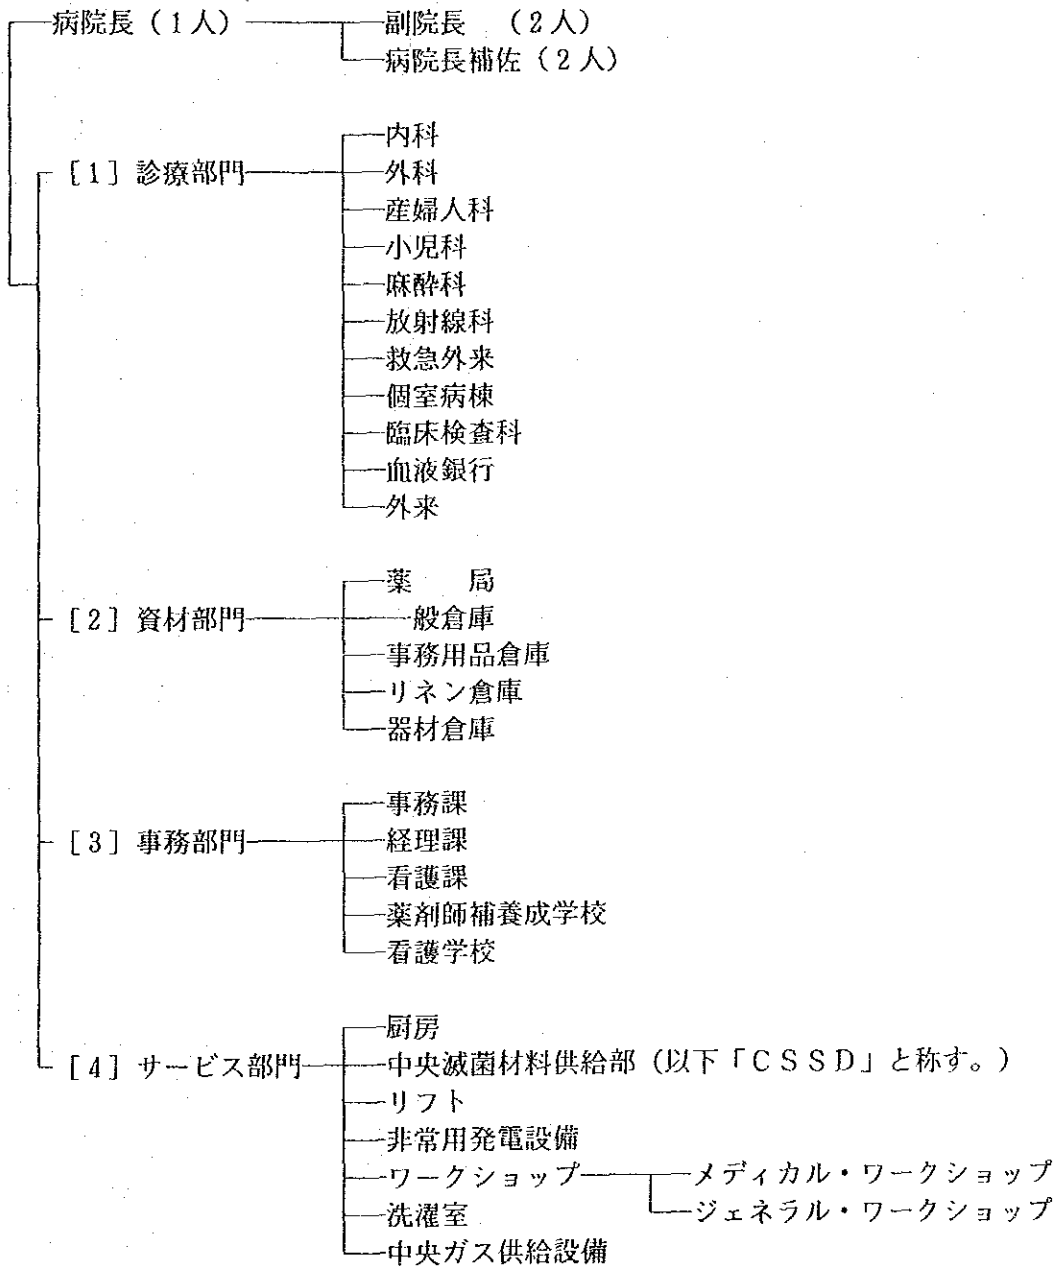 病院長（1人） 副院長 （2人）
病院長補佐（2人）
内科
[1] 診療部門 外科
産婦人科
小児科
麻酔科
放射線科
救急外来
個室病棟
臨床検査科
血液銀行
外来
薬 局
[2] 資材部門 一般倉庫
事務用品倉庫
リネン倉庫
器材倉庫
事務課
[3] 事務部門 経理課
看護課
薬剤師補養成学校
看護学校
厨房
[4] サービス部門 中央滅菌材料供給部（以下「CSSD」と称す。）
リフト
非常用発電設備
ワークショップ メディカル・ワークショップ
洗濯室 ジェネラル・ワークショップ
中央ガス供給設備